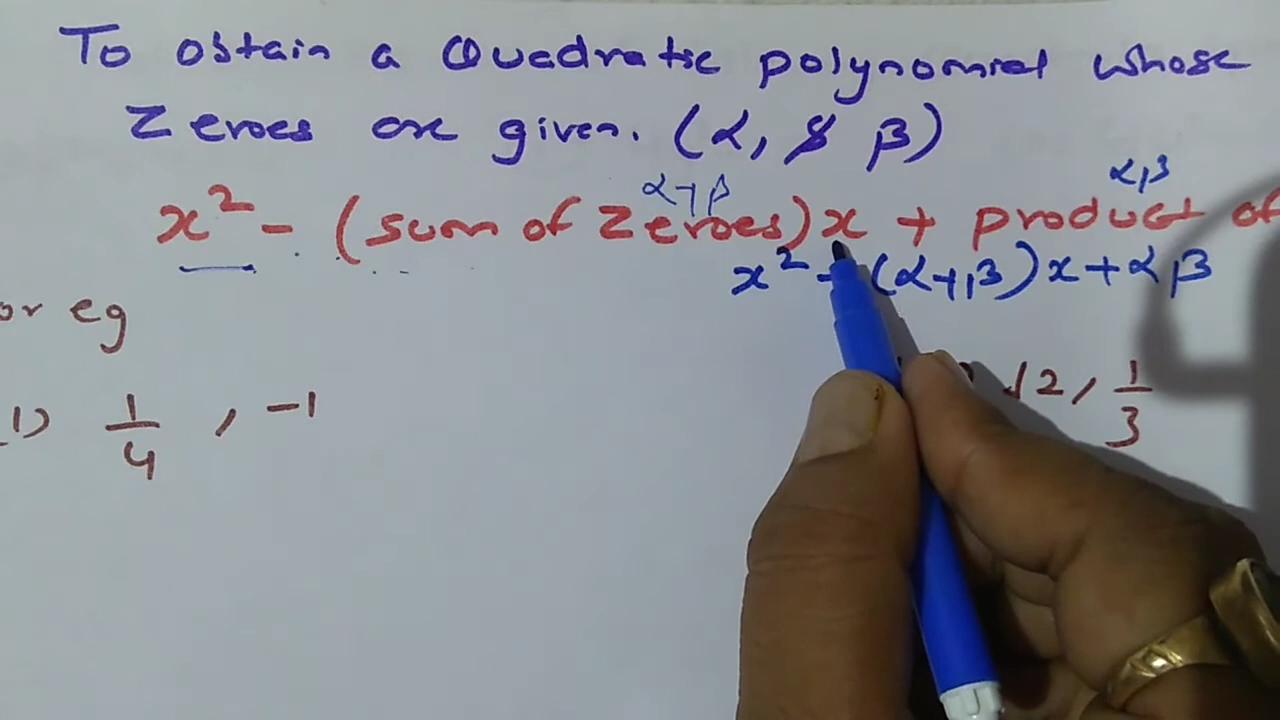 To obtain a Quadratic polynomial whose
Zeroes are given. (α, β)
α+β αβ
x² - (sum of Zeroes)x + product of
x² - (α+β)x + αβ
or eg
1) 1/4 , -1 √2, 1/3